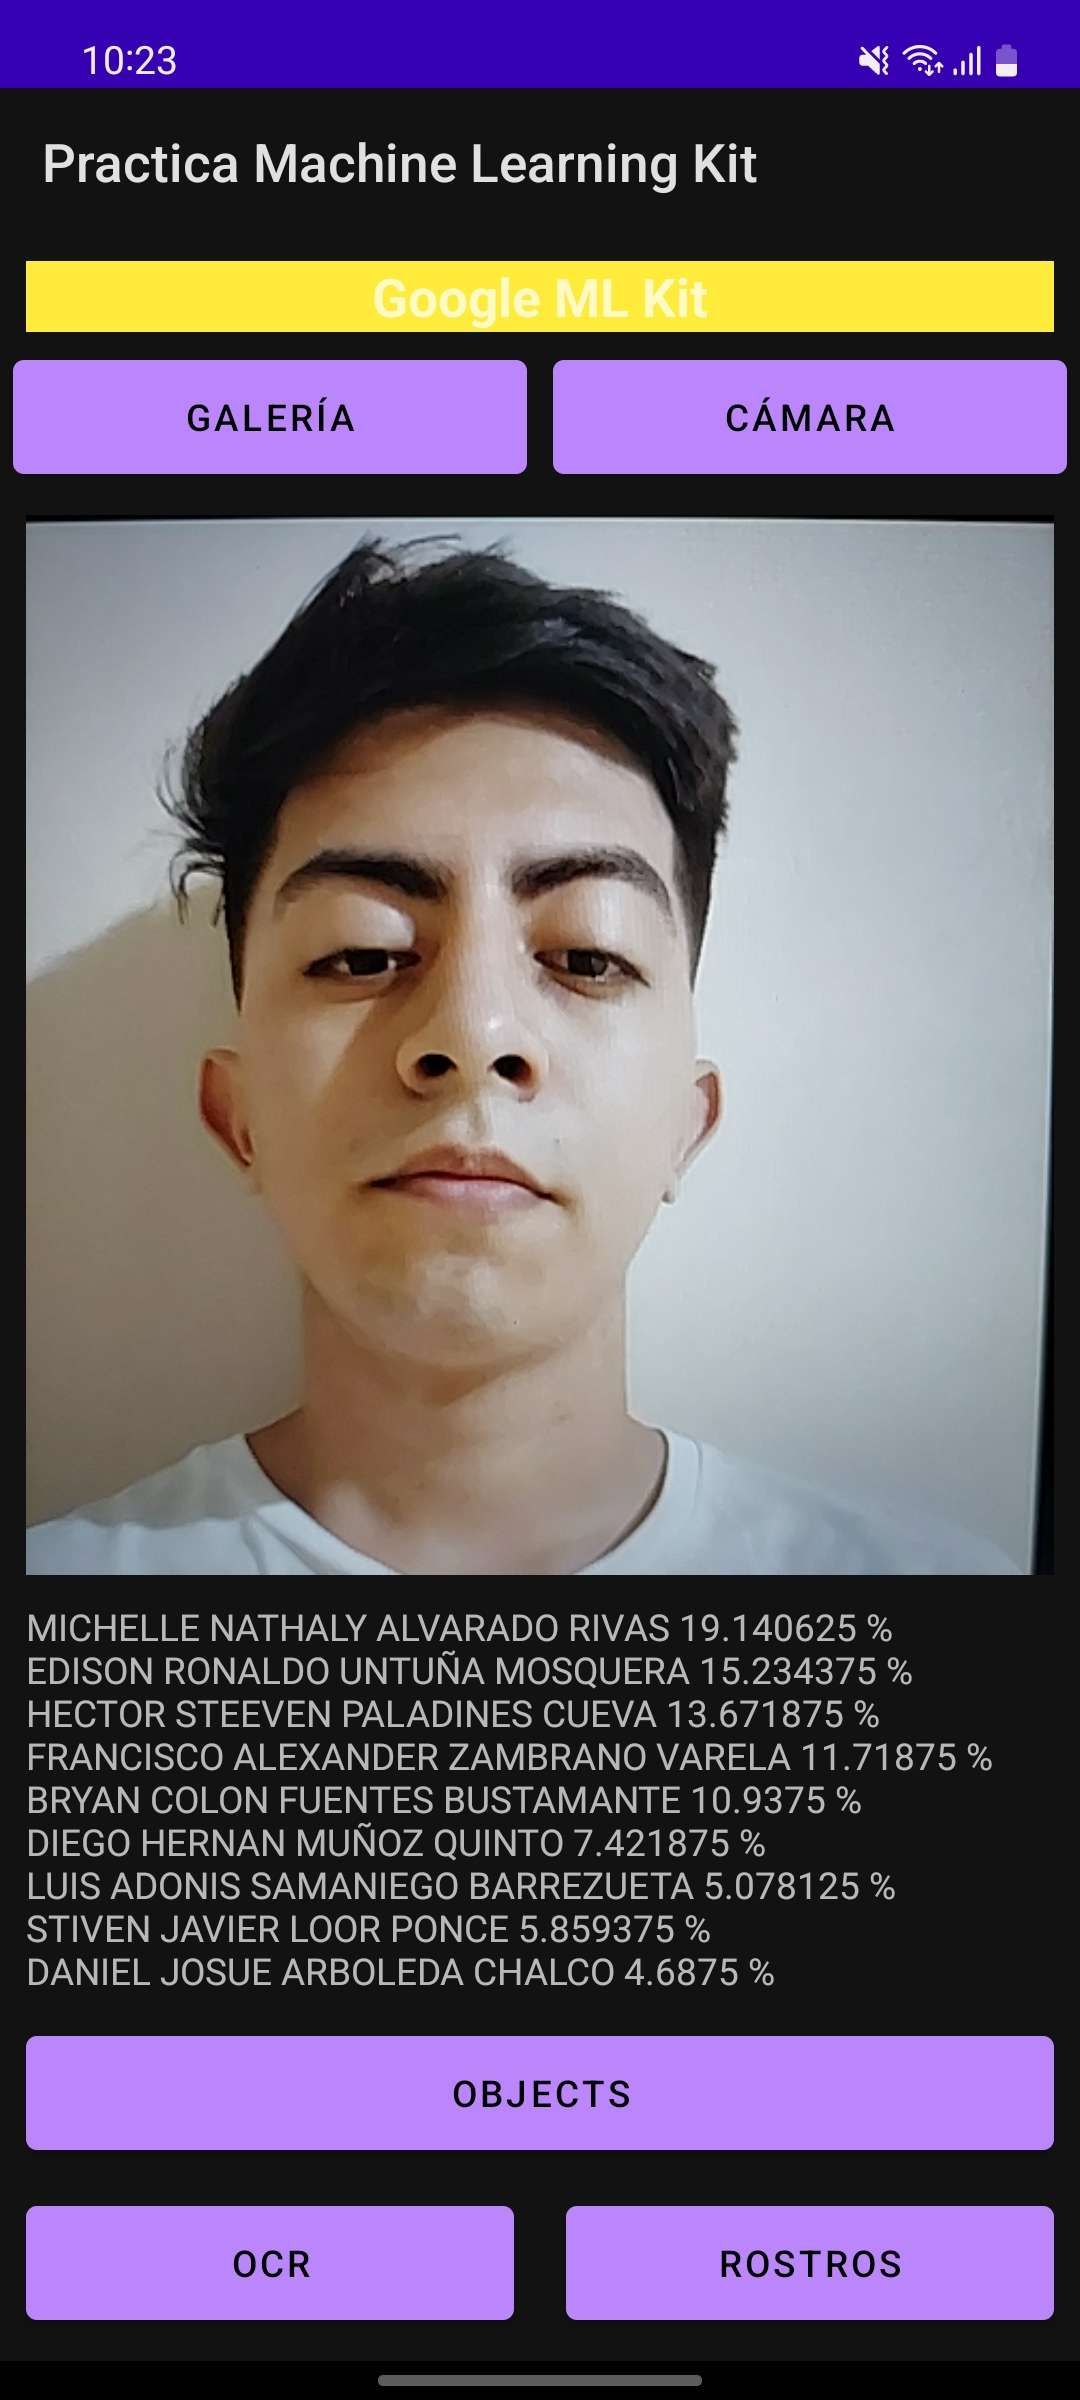 10:23
Practica Machine Learning Kit
Google ML Kit
GALERÍA
CÁMARA
MICHELLE NATHALY ALVARADO RIVAS 19.140625 %
EDISON RONALDO UNTUÑA MOSQUERA 15.234375 %
HECTOR STEEVEN PALADINES CUEVA 13.671875 %
FRANCISCO ALEXANDER ZAMBRANO VARELA 11.71875 %
BRYAN COLON FUENTES BUSTAMANTE 10.9375 %
DIEGO HERNAN MUÑOZ QUINTO 7.421875 %
LUIS ADONIS SAMANIEGO BARREZUETA 5.078125 %
STIVEN JAVIER LOOR PONCE 5.859375 %
DANIEL JOSUE ARBOLEDA CHALCO 4.6875 %
OBJECTS
OCR
ROSTROS